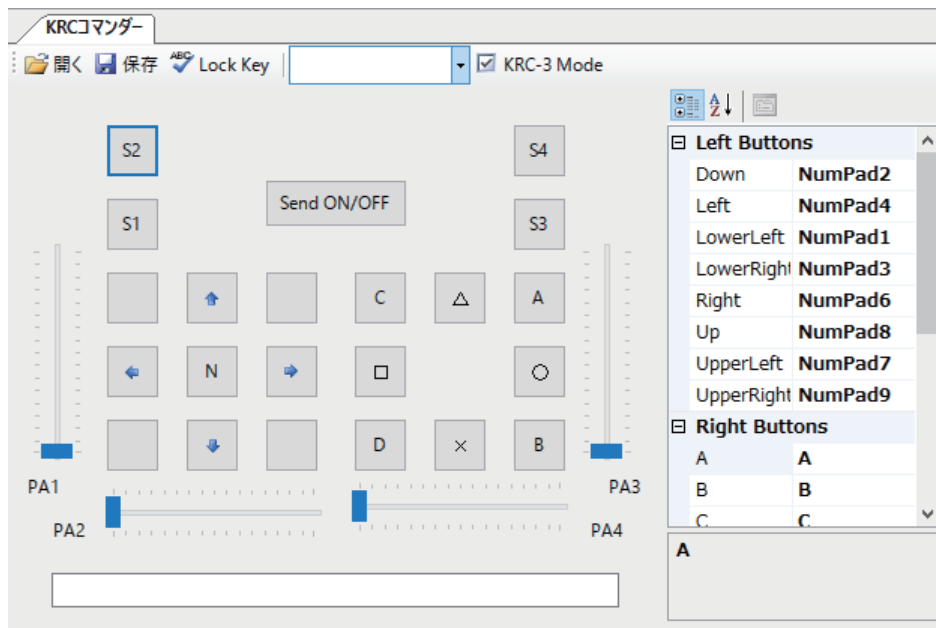 KRCコマンダー
開く 保存 ABC Lock Key KRC-3 Mode
S2 S4
Send ON/OFF
S1 S3
C △ A
N □ ○
D × B
PA1 PA3
PA2 PA4
A
Z
Left Buttons
Down NumPad2
Left NumPad4
LowerLeft NumPad1
LowerRight NumPad3
Right NumPad6
Up NumPad8
UpperLeft NumPad7
UpperRight NumPad9
Right Buttons
A A
B B
C C
A